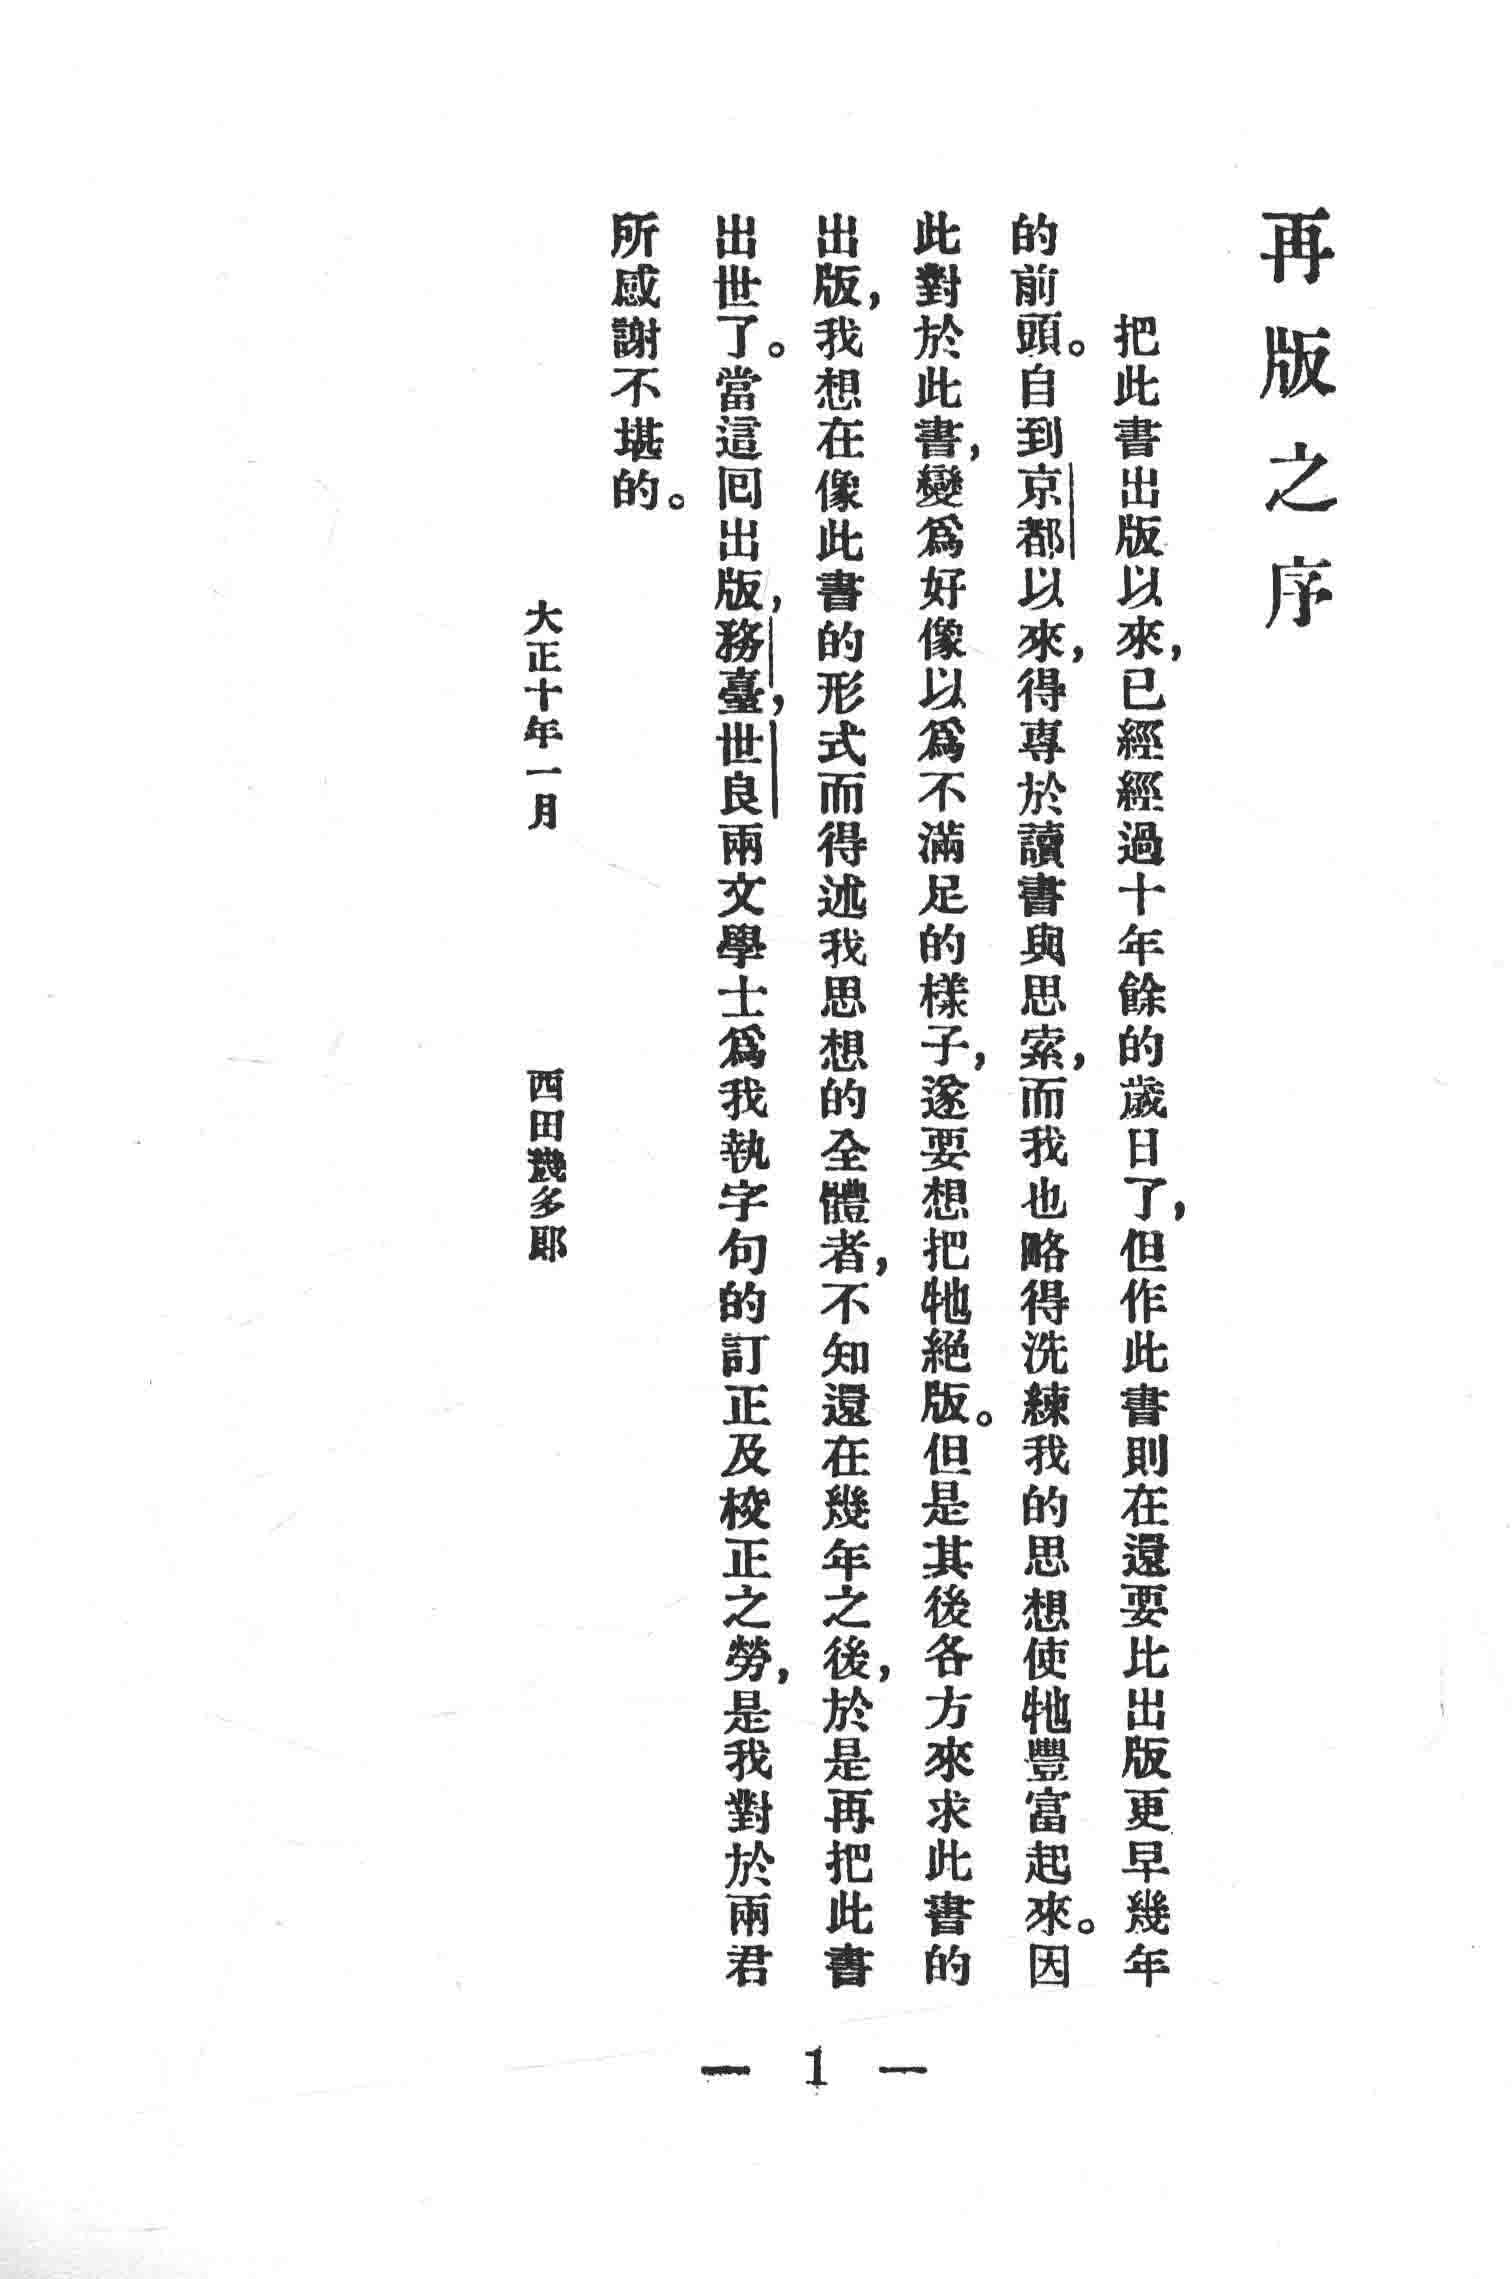 再版之序
把此書出版以來，已經經過十年餘的歲日了，但作此書則在還要比出版更早幾年
的前頭。自到京都以來，得專於讀書與思索，而我也略得洗練我的思想使牠豐富起來。因
此對於此書，變爲好像以爲不滿足的樣子，遂要想把牠絕版。但是其後各方來求此書的
出版，我想在像此書的形式而得述我思想的全體者，不知還在幾年之後，於是再把此書
出世了。當這回出版，務臺，世良兩文學士爲我執字句的訂正及校正之勞，是我對於兩君
所感謝不堪的。
大正十年一月　西田幾多郎
— 1 —